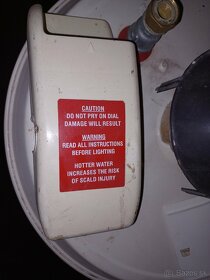 CAUTION
DO NOT PRY ON DIAL
DAMAGE WILL RESULT
WARNING
READ ALL INSTRUCTIONS
BEFORE LIGHTING
HOTTER WATER
INCREASES THE RISK
OF SCALD INJURY